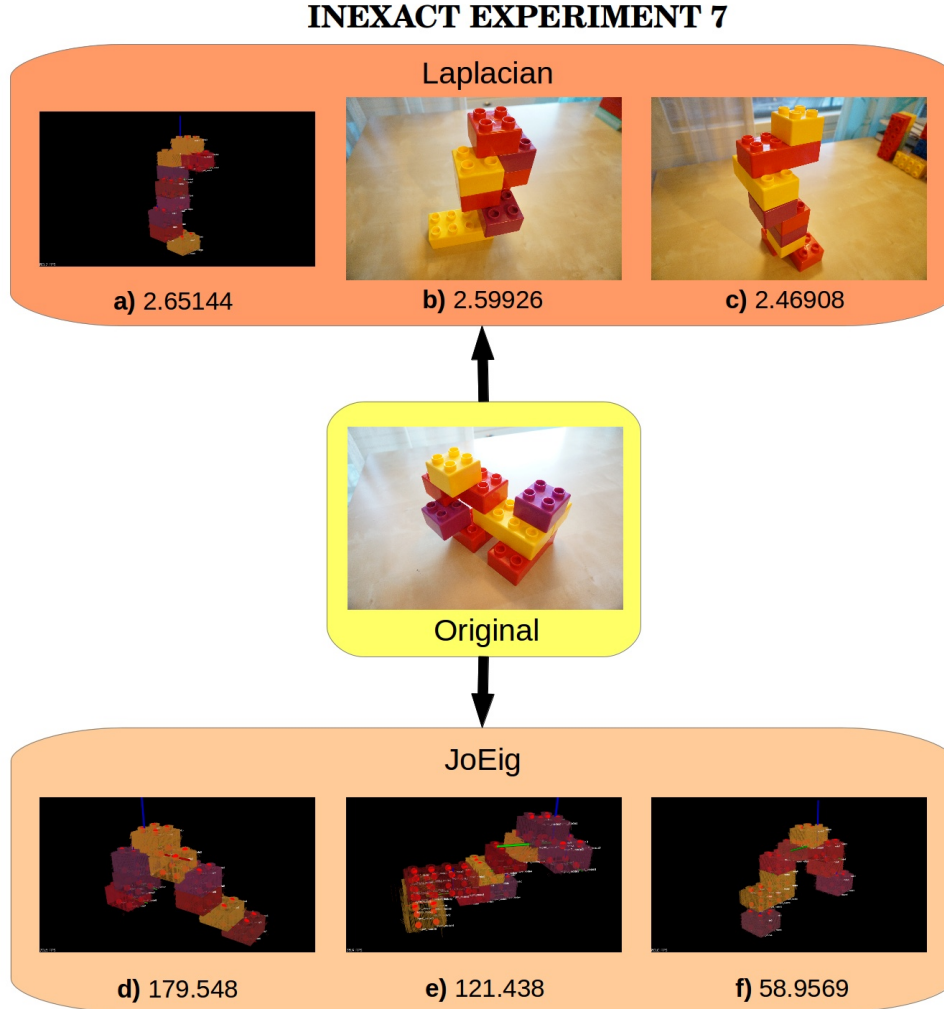 INEXACT EXPERIMENT 7
Laplacian
a) 2.65144
b) 2.59926
c) 2.46908
Original
JoEig
d) 179.548
e) 121.438
f) 58.9569